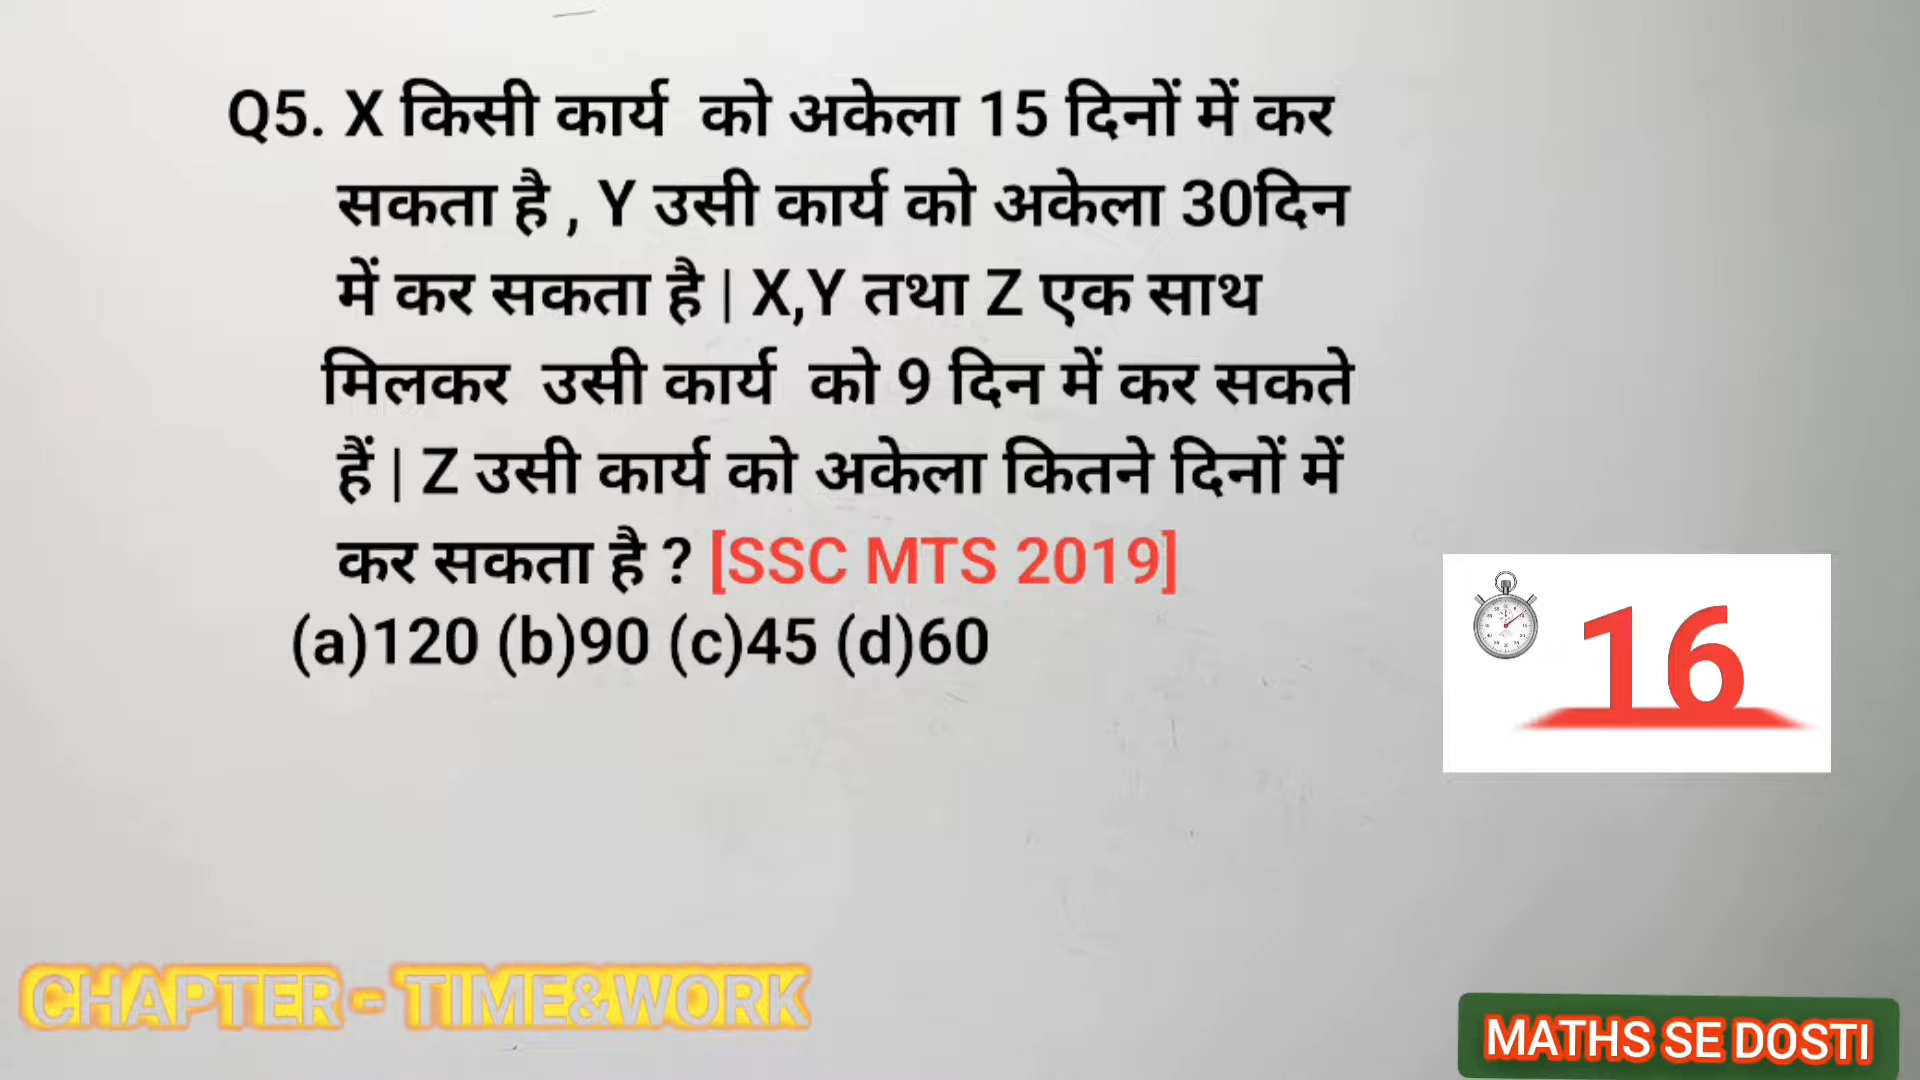 Q5. X किसी कार्य को अकेला 15 दिनों में कर
सकता है , Y उसी कार्य को अकेला 30दिन
में कर सकता है | X,Y तथा Z एक साथ
मिलकर उसी कार्य को 9 दिन में कर सकते
हैं | Z उसी कार्य को अकेला कितने दिनों में
कर सकता है ? [SSC MTS 2019]
(a)120 (b)90 (c)45 (d)60
16
CHAPTER - TIME&WORK
MATHS SE DOSTI